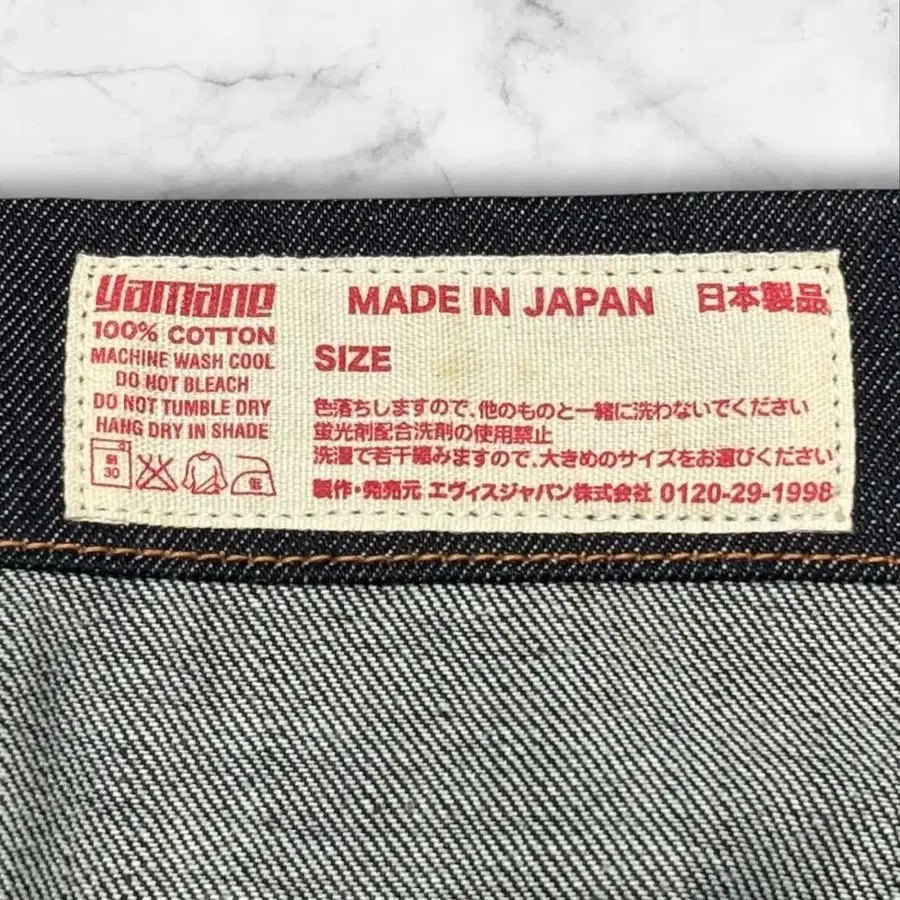 Yamane
100% COTTON
MACHINE WASH COOL
DO NOT BLEACH
DO NOT TUMBLE DRY
HANG DRY IN SHADE
弱
30
低
MADE IN JAPAN 日本製品
SIZE
色落ちしますので、他のものと一緒に洗わないでください
蛍光剤配合洗剤の使用禁止
洗濯で若干縮みますので、大きめのサイズをお選びください
製作・発売元 エヴィスジャパン株式会社 0120-29-1998